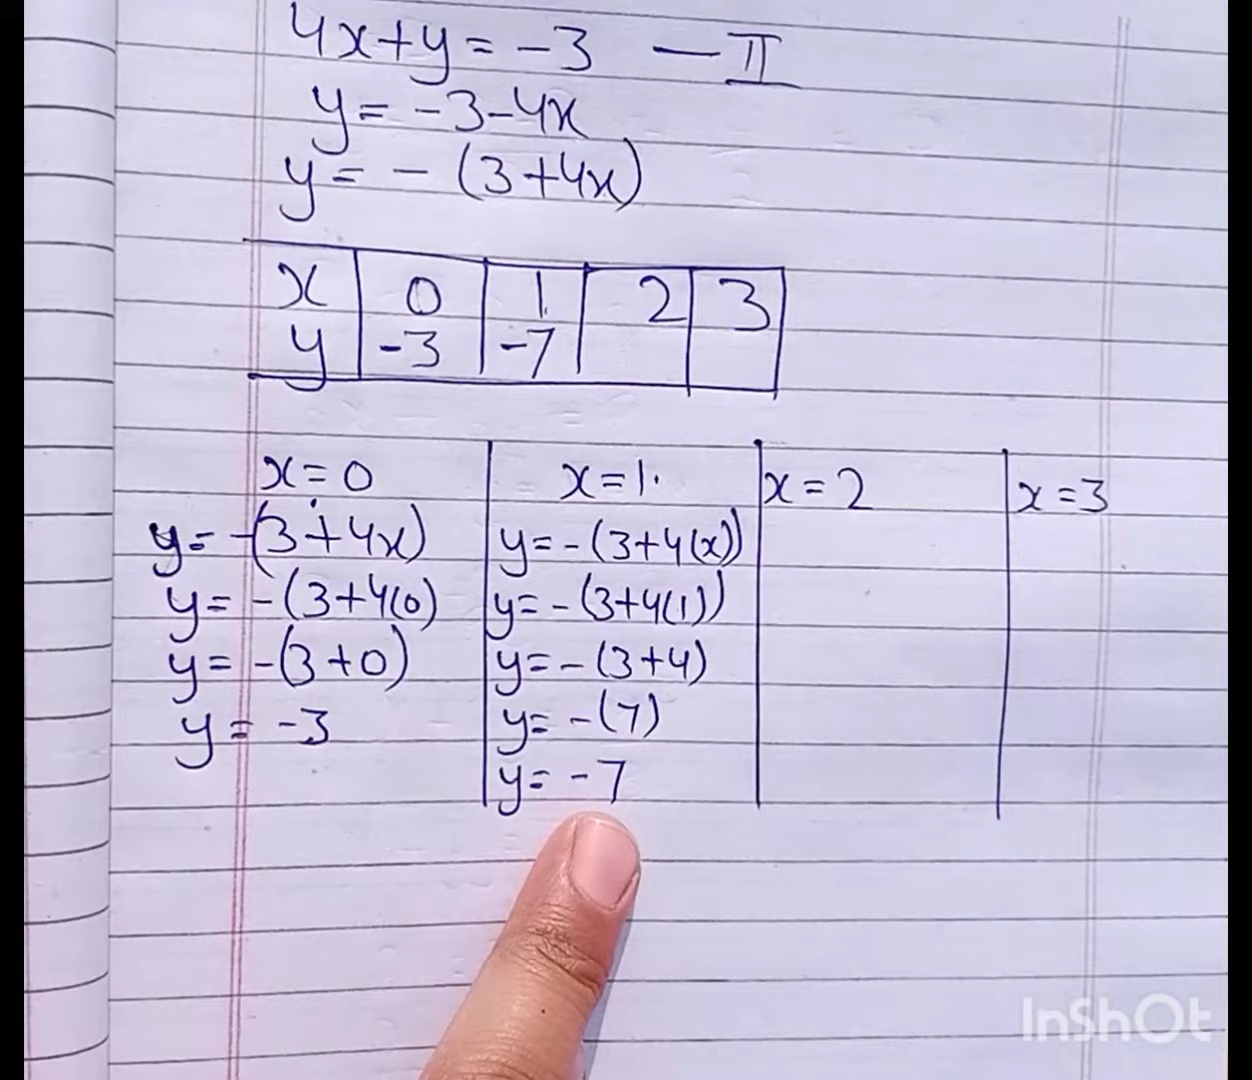 4x+y=-3 — II
y=-3-4x
y=-(3+4x)
x 0 1 2 3
y -3 -7
x=0
y=-(3+4x)
y=-(3+4(0)
y=-(3+0)
y=-3
x=1.
y=-(3+4(x))
y=-(3+4(1))
y=-(3+4)
y=-(7)
y=-7
x=2
x=3
InShOt